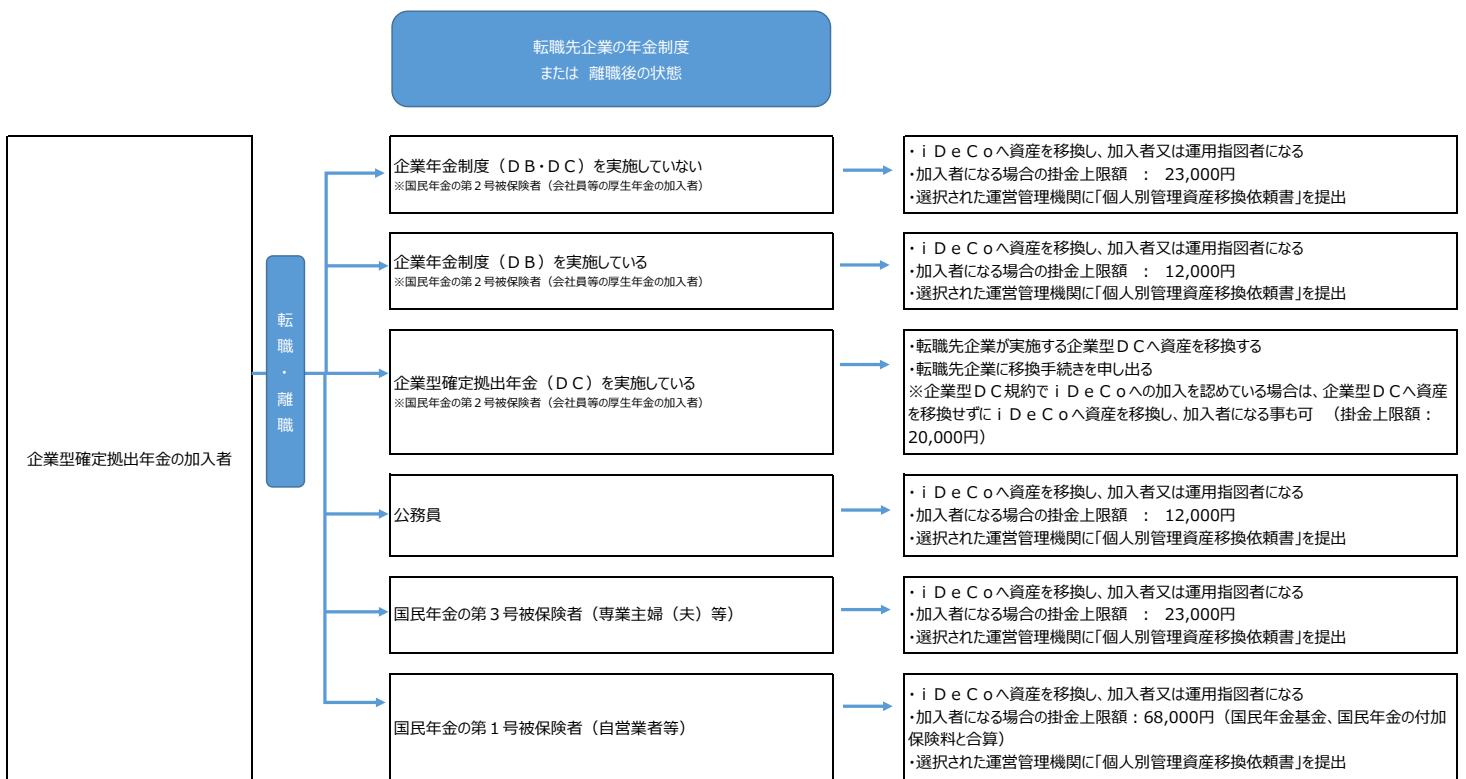 転職先企業の年金制度
または 離職後の状態
企業型確定拠出年金の加入者
転職・離職
企業年金制度（ＤＢ・ＤＣ）を実施していない
※国民年金の第２号被保険者（会社員等の厚生年金の加入者）
・ｉＤｅＣｏへ資産を移換し、加入者又は運用指図者になる
・加入者になる場合の掛金上限額 ： 23,000円
・選択された運営管理機関に「個人別管理資産移換依頼書」を提出
企業年金制度（ＤＢ）を実施している
※国民年金の第２号被保険者（会社員等の厚生年金の加入者）
・ｉＤｅＣｏへ資産を移換し、加入者又は運用指図者になる
・加入者になる場合の掛金上限額 ： 12,000円
・選択された運営管理機関に「個人別管理資産移換依頼書」を提出
企業型確定拠出年金（ＤＣ）を実施している
※国民年金の第２号被保険者（会社員等の厚生年金の加入者）
・転職先企業が実施する企業型ＤＣへ資産を移換する
・転職先企業に移換手続きを申し出る
※企業型ＤＣ規約でｉＤｅＣｏへの加入を認めている場合は、企業型ＤＣへ資産
を移換せずにｉＤｅＣｏへ資産を移換し、加入者になる事も可 （掛金上限額：
20,000円）
公務員
・ｉＤｅＣｏへ資産を移換し、加入者又は運用指図者になる
・加入者になる場合の掛金上限額 ： 12,000円
・選択された運営管理機関に「個人別管理資産移換依頼書」を提出
国民年金の第３号被保険者（専業主婦（夫）等）
・ｉＤｅＣｏへ資産を移換し、加入者又は運用指図者になる
・加入者になる場合の掛金上限額 ： 23,000円
・選択された運営管理機関に「個人別管理資産移換依頼書」を提出
国民年金の第１号被保険者（自営業者等）
・ｉＤｅＣｏへ資産を移換し、加入者又は運用指図者になる
・加入者になる場合の掛金上限額：68,000円（国民年金基金、国民年金の付加
保険料と合算）
・選択された運営管理機関に「個人別管理資産移換依頼書」を提出